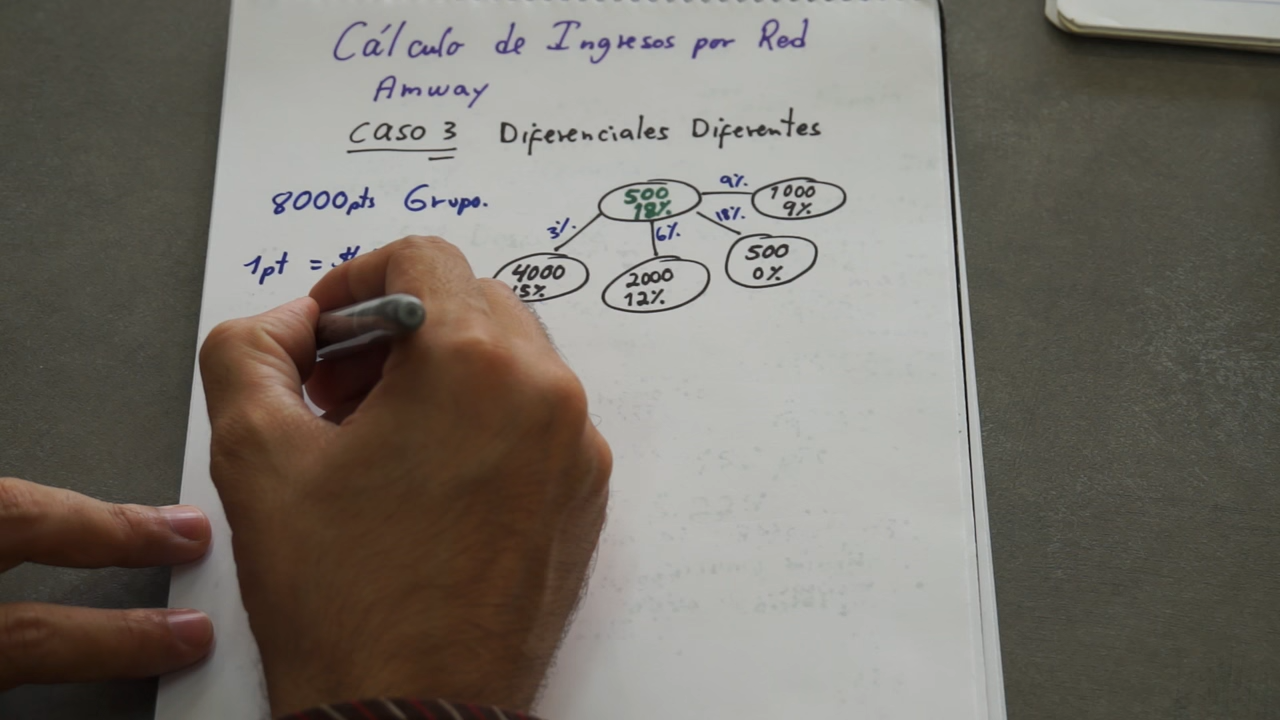 Cálculo de Ingresos por Red
Amway
Caso 3 Diferenciales Diferentes
8000pts Grupo.
1pt =
500
18%
9%
1000
9%
3%
6%
18%
4000
15%
2000
12%
500
0%